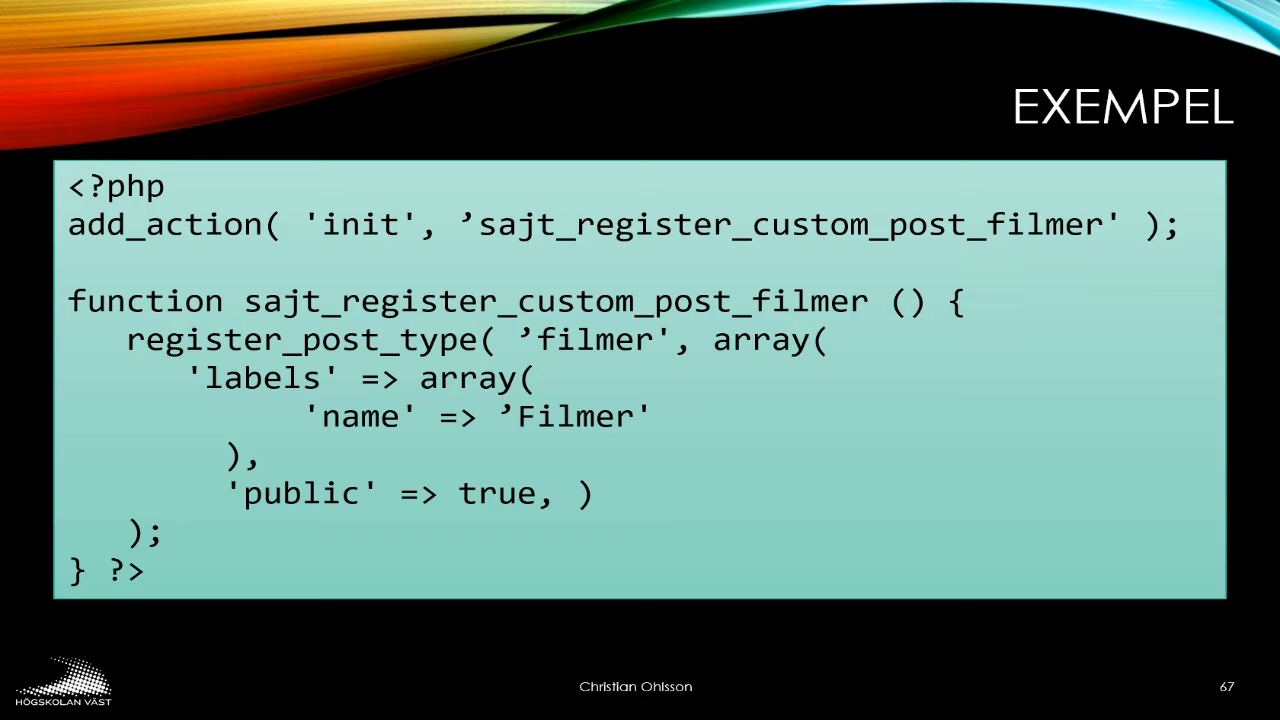 EXEMPEL
<?php
add_action( 'init', ’sajt_register_custom_post_filmer' );
function sajt_register_custom_post_filmer () {
register_post_type( ’filmer', array(
'labels' => array(
'name' => ’Filmer'
),
'public' => true, )
);
} ?>
HÖGSKOLAN VÄST
Christian Ohlsson
67